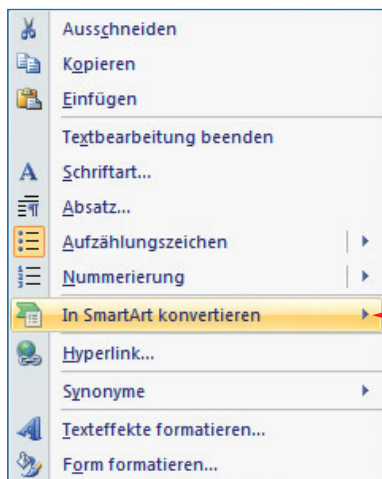 Ausschneiden
Kopieren
Einfügen
Textbearbeitung beenden
Schriftart...
Absatz...
Aufzählungszeichen
Nummerierung
In SmartArt konvertieren
Hyperlink...
Synonyme
Texteffekte formatieren...
Form formatieren...